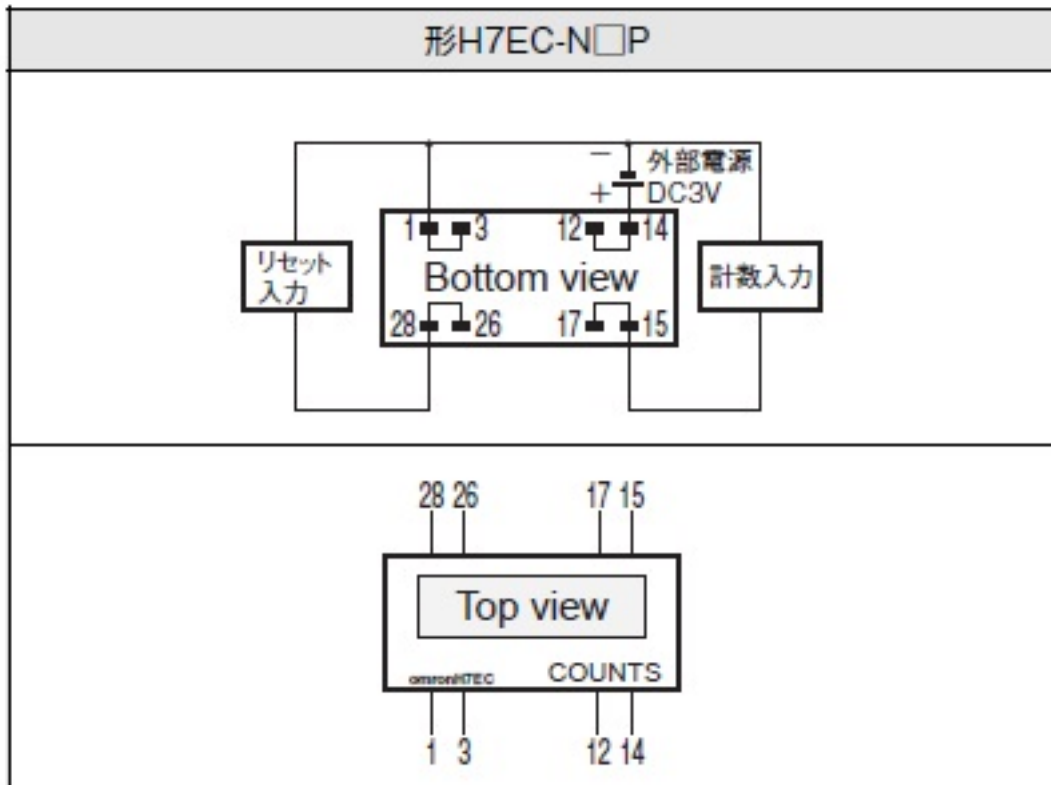 形H7EC-N□P
− 外部電源
+ DC3V
1 3 12 14
リセット
入力
Bottom view
計数入力
28 26 17 15
28 26 17 15
Top view
omronH7EC COUNTS
1 3 12 14